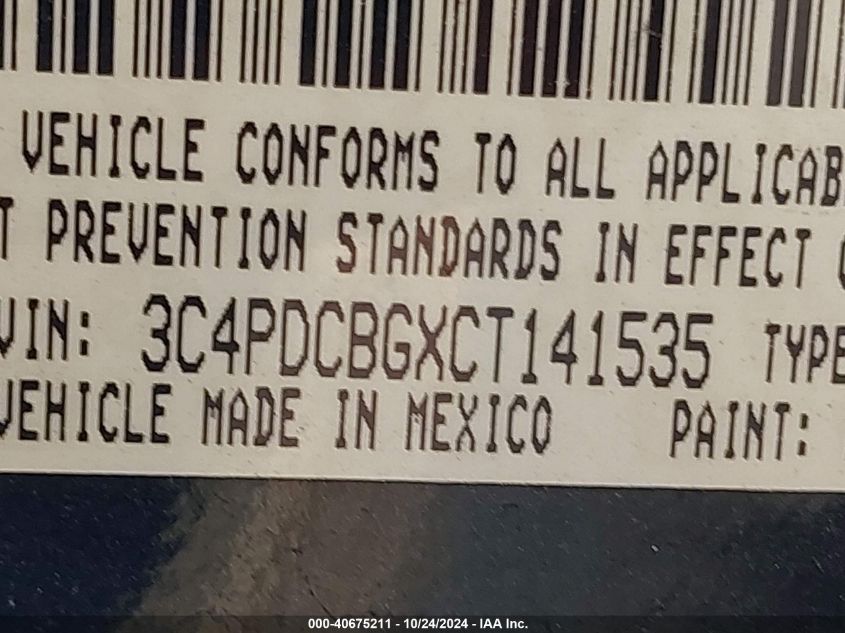 VEHICLE CONFORMS TO ALL APPLICAB
T PREVENTION STANDARDS IN EFFECT
VIN: 3C4PDCBGXCT141535 TYPE
VEHICLE MADE IN MEXICO PAINT:
000-40675211 - 10/24/2024 - IAA Inc.